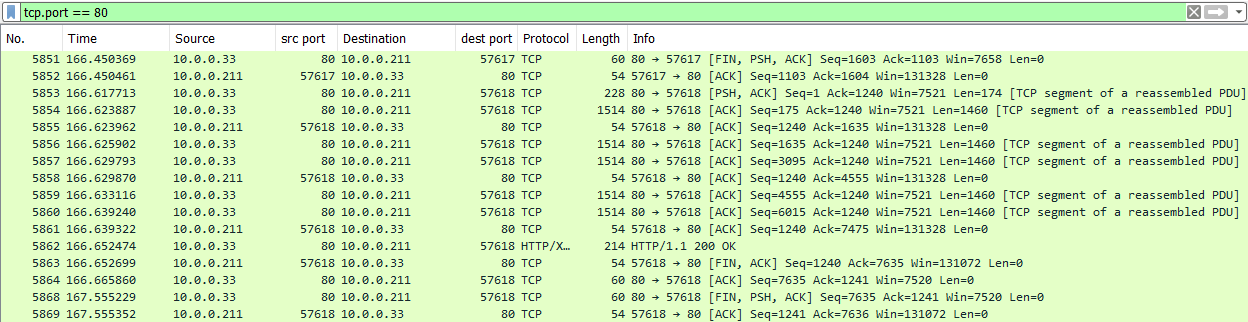 tcp.port == 80
No. Time Source src port Destination dest port Protocol Length Info
5851 166.450369 10.0.0.33 80 10.0.0.211 57617 TCP 60 80 → 57617 [FIN, PSH, ACK] Seq=1603 Ack=1103 Win=7658 Len=0
5852 166.450461 10.0.0.211 57617 10.0.0.33 80 TCP 54 57617 → 80 [ACK] Seq=1103 Ack=1604 Win=131328 Len=0
5853 166.617713 10.0.0.33 80 10.0.0.211 57618 TCP 228 80 → 57618 [PSH, ACK] Seq=1 Ack=1240 Win=7521 Len=174 [TCP segment of a reassembled PDU]
5854 166.623887 10.0.0.33 80 10.0.0.211 57618 TCP 1514 80 → 57618 [ACK] Seq=175 Ack=1240 Win=7521 Len=1460 [TCP segment of a reassembled PDU]
5855 166.623962 10.0.0.211 57618 10.0.0.33 80 TCP 54 57618 → 80 [ACK] Seq=1240 Ack=1635 Win=131328 Len=0
5856 166.625902 10.0.0.33 80 10.0.0.211 57618 TCP 1514 80 → 57618 [ACK] Seq=1635 Ack=1240 Win=7521 Len=1460 [TCP segment of a reassembled PDU]
5857 166.629793 10.0.0.33 80 10.0.0.211 57618 TCP 1514 80 → 57618 [ACK] Seq=3095 Ack=1240 Win=7521 Len=1460 [TCP segment of a reassembled PDU]
5858 166.629870 10.0.0.211 57618 10.0.0.33 80 TCP 54 57618 → 80 [ACK] Seq=1240 Ack=4555 Win=131328 Len=0
5859 166.633116 10.0.0.33 80 10.0.0.211 57618 TCP 1514 80 → 57618 [ACK] Seq=4555 Ack=1240 Win=7521 Len=1460 [TCP segment of a reassembled PDU]
5860 166.639240 10.0.0.33 80 10.0.0.211 57618 TCP 1514 80 → 57618 [ACK] Seq=6015 Ack=1240 Win=7521 Len=1460 [TCP segment of a reassembled PDU]
5861 166.639322 10.0.0.211 57618 10.0.0.33 80 TCP 54 57618 → 80 [ACK] Seq=1240 Ack=7475 Win=131328 Len=0
5862 166.652474 10.0.0.33 80 10.0.0.211 57618 HTTP/X… 214 HTTP/1.1 200 OK
5863 166.652699 10.0.0.211 57618 10.0.0.33 80 TCP 54 57618 → 80 [FIN, ACK] Seq=1240 Ack=7635 Win=131072 Len=0
5864 166.665860 10.0.0.33 80 10.0.0.211 57618 TCP 60 80 → 57618 [ACK] Seq=7635 Ack=1241 Win=7520 Len=0
5868 167.555229 10.0.0.33 80 10.0.0.211 57618 TCP 60 80 → 57618 [FIN, PSH, ACK] Seq=7635 Ack=1241 Win=7520 Len=0
5869 167.555352 10.0.0.211 57618 10.0.0.33 80 TCP 54 57618 → 80 [ACK] Seq=1241 Ack=7636 Win=131072 Len=0